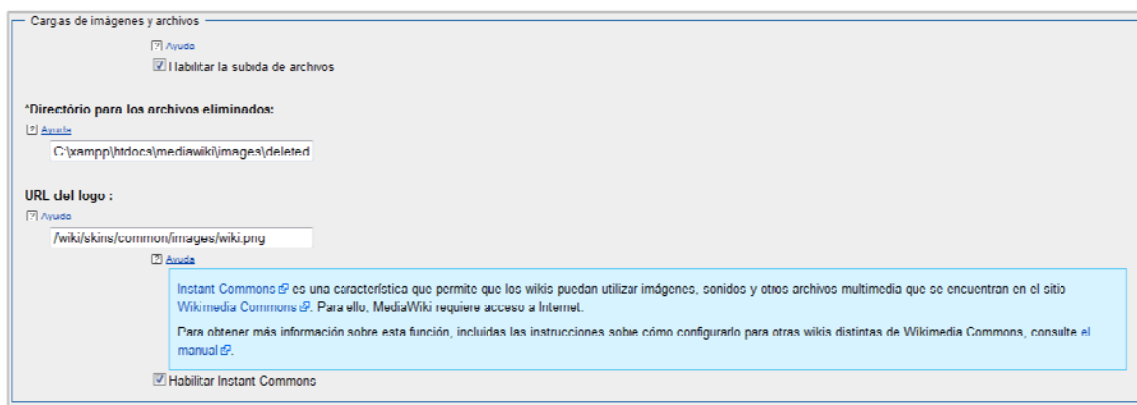 Cargas de imágenes y archivos
Ayuda
Habilitar la subida de archivos
*Directório para los archivos eliminados:
Ayuda
C:\xampp\htdocs\mediawiki\images\deleted
URL del logo :
Ayuda
/wiki/skins/common/images/wiki.png
Ayuda
Instant Commons es una característica que permite que los wikis puedan utilizar imágenes, sonidos y otros archivos multimedia que se encuentran en el sitio
Wikimedia Commons. Para ello, MediaWiki requiere acceso a Internet.
Para obtener más información sobre esta función, incluidas las instrucciones sobre cómo configurarlo para otras wikis distintas de Wikimedia Commons, consulte el
manual.
Habilitar Instant Commons